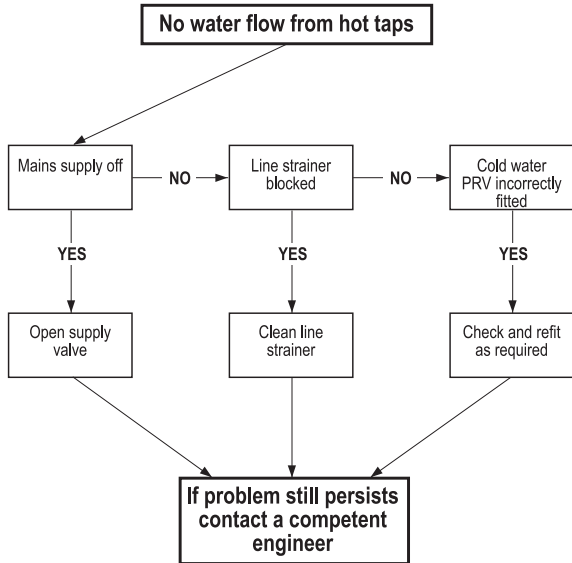 No water flow from hot taps
Mains supply off
NO
Line strainer
blocked
NO
Cold water
PRV incorrectly
fitted
YES
YES
YES
Open supply
valve
Clean line
strainer
Check and refit
as required
If problem still persists
contact a competent
engineer